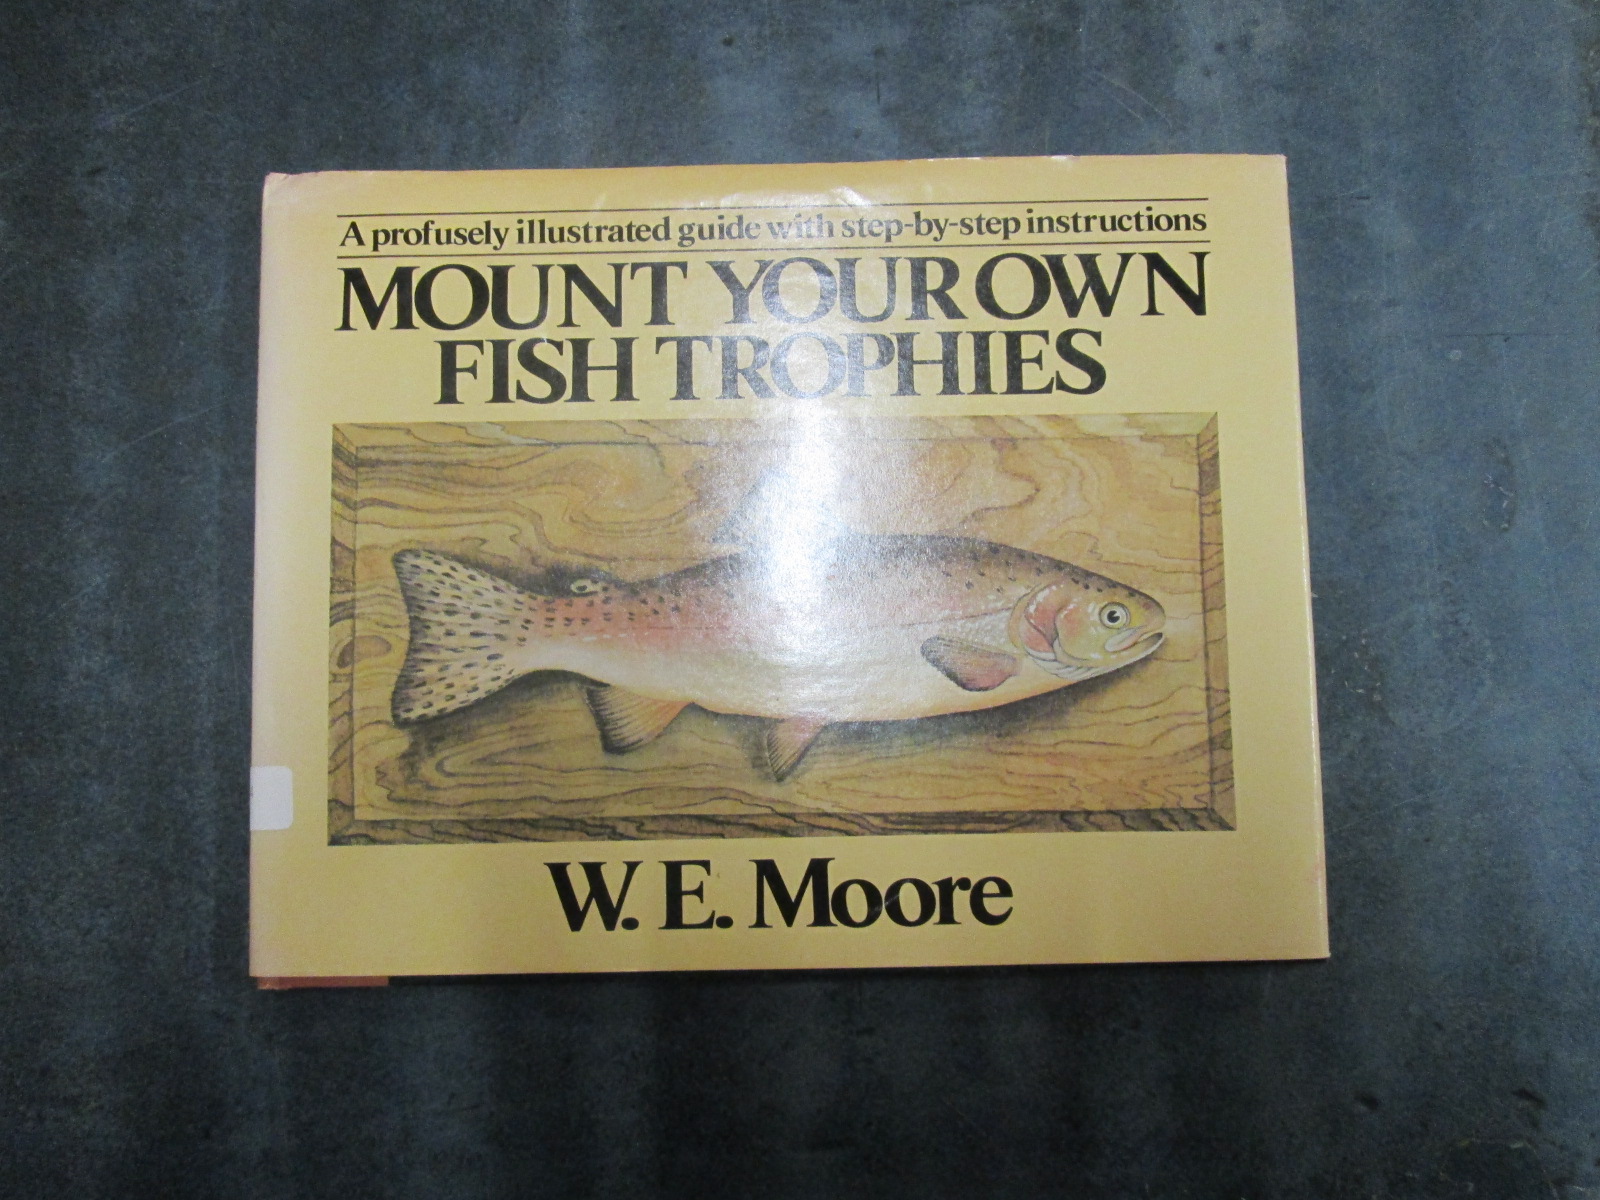 A profusely illustrated guide with step-by-step instructions
MOUNT YOUR OWN
FISH TROPHIES
W. E. Moore